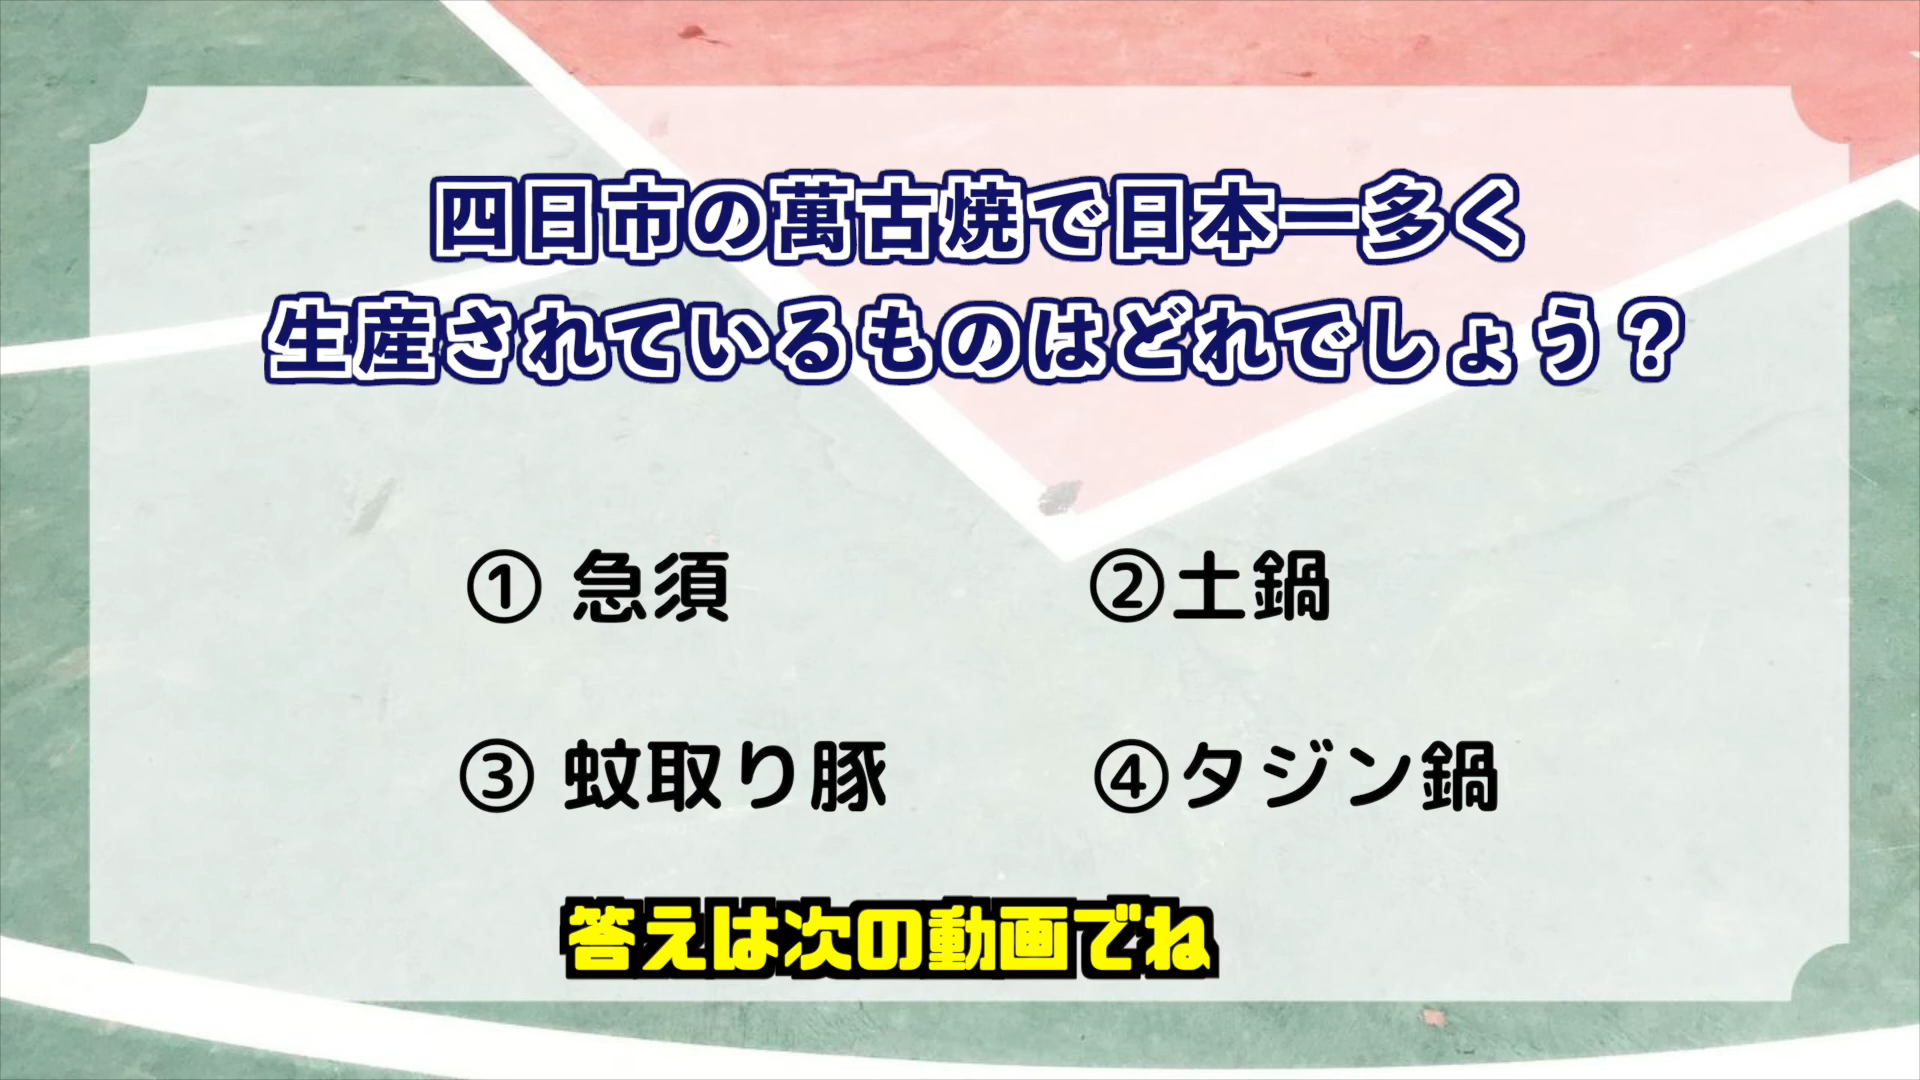 四日市の萬古焼で日本一多く
生産されているものはどれでしょう？
① 急須
②土鍋
③ 蚊取り豚
④タジン鍋
答えは次の動画でね